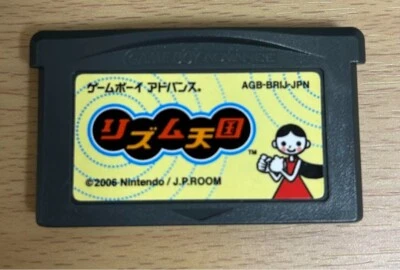 ゲームボーイ アドバンス®
AGB-BRIJ-JPN
リズム天国
™
©2006 Nintendo / J.P.ROOM